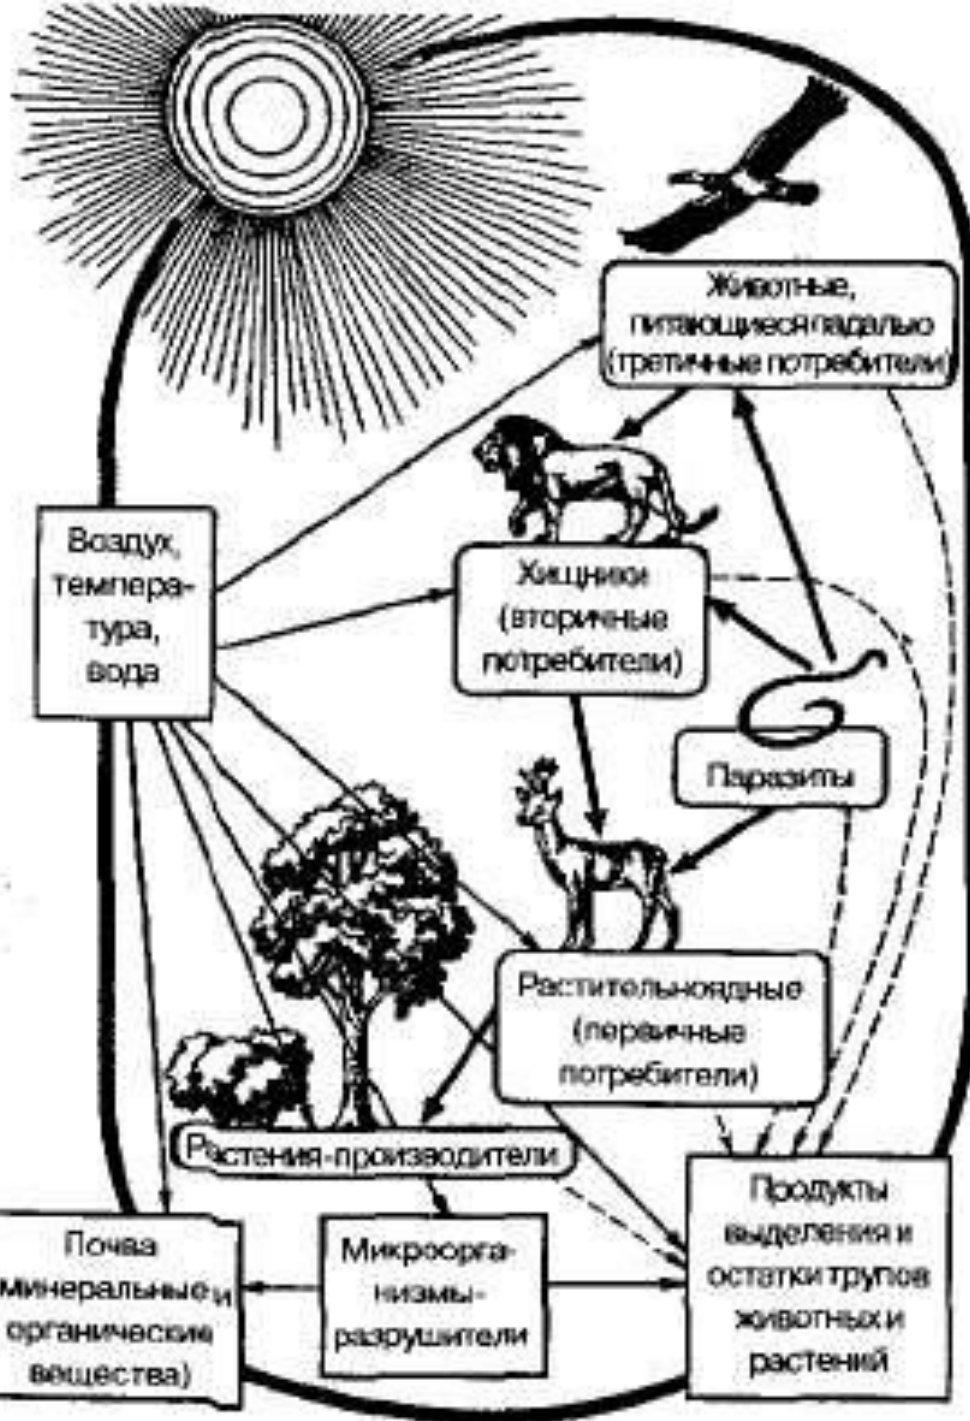 Животные,
питающиеся падалью
(третичные потребители)
Воздух,
темпера-
тура,
вода
Хищники
(вторичные
потребители)
Паразиты
Растительноядные
(первичные
потребители)
Растения-производители
Почва
минеральные и
органические
вещества)
Микроорга-
низмы-
разрушители
Продукты
выделения и
остатки трупов
животных и
растений